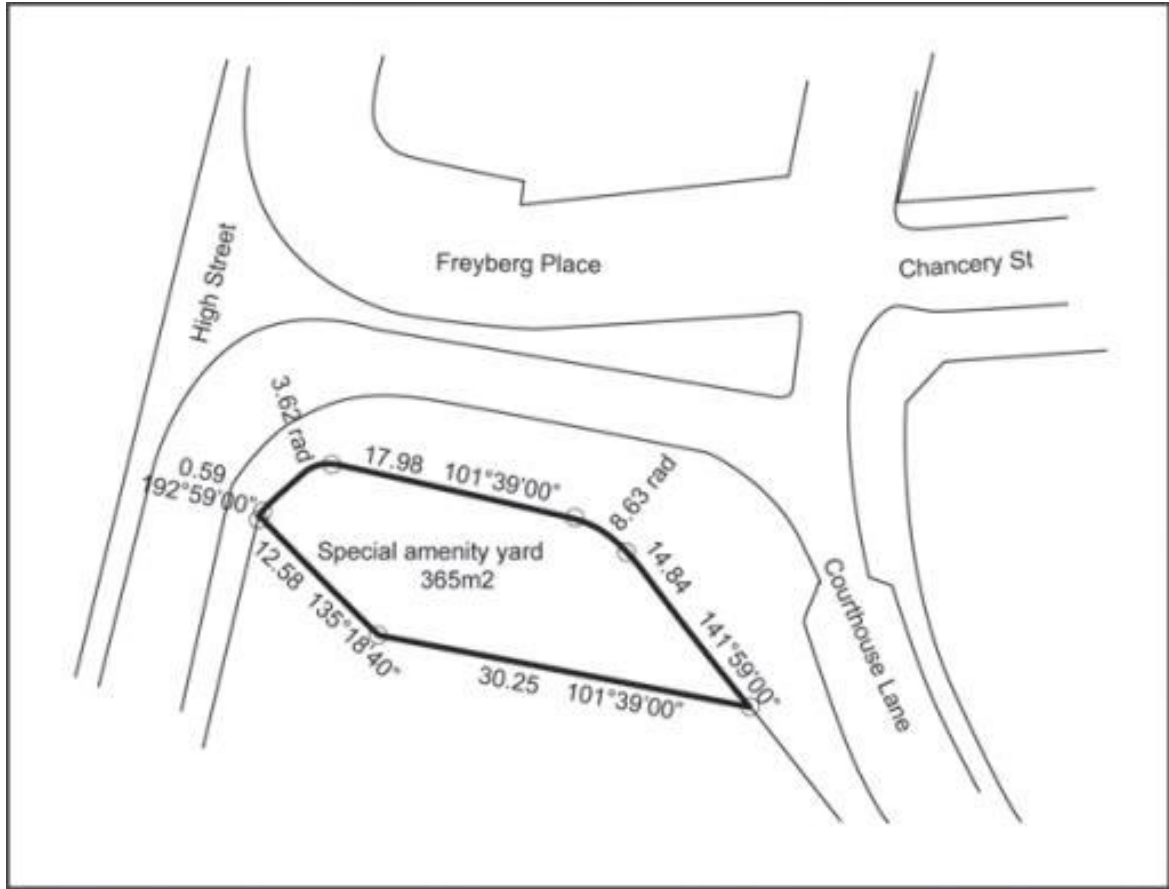 High Street
Freyberg Place
Chancery St
3.62 rad
0.59
192°59'00"
17.98 101°39'00"
8.63 rad
Special amenity yard
365m2
14.84 141°59'00"
12.58 135°18'40"
30.25 101°39'00"
Courthouse Lane